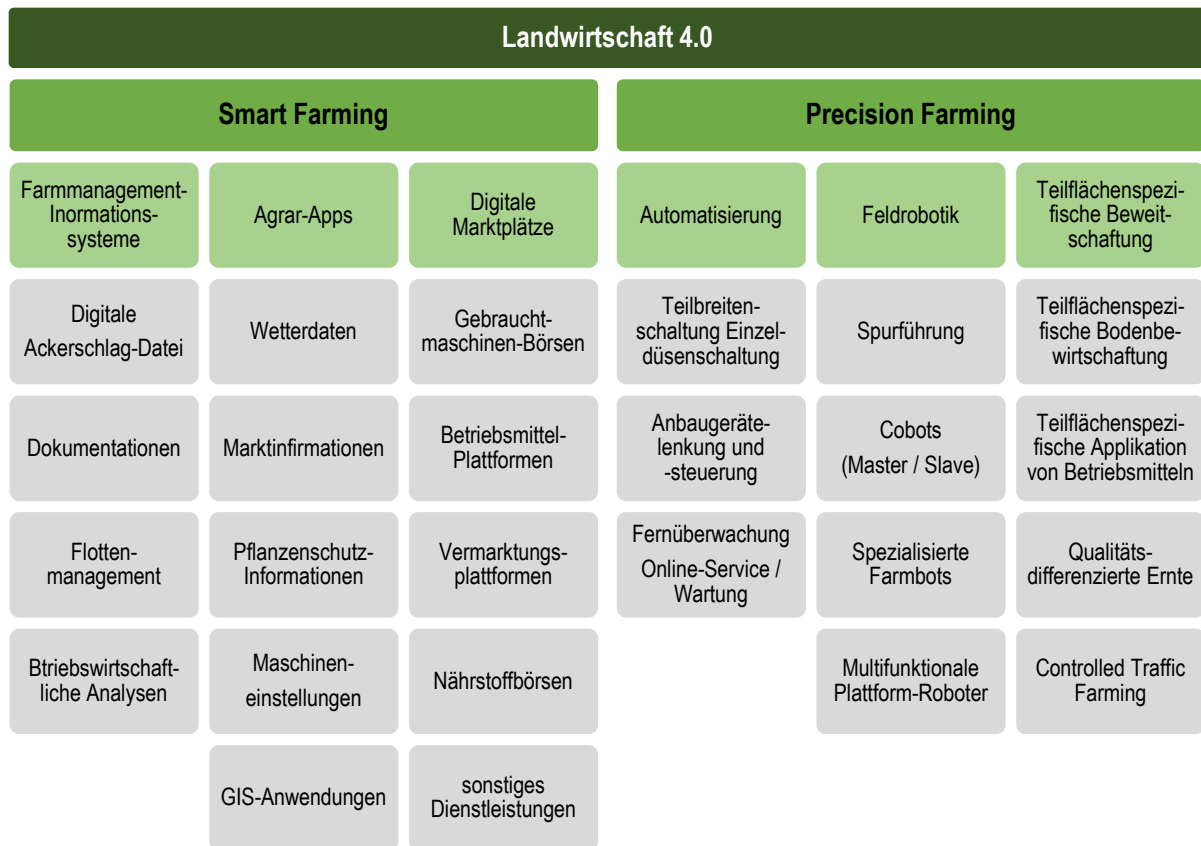 Landwirtschaft 4.0
Smart Farming
Precision Farming
Farmmanagement-
Inormations-
systeme
Agrar-Apps
Digitale
Marktplätze
Automatisierung
Feldrobotik
Teilflächenspezi-
fische Beweit-
schaftung
Digitale
Ackerschlag-Datei
Wetterdaten
Gebraucht-
maschinen-Börsen
Teilbreiten-
schaltung Einzel-
düsenschaltung
Spurführung
Teilflächenspezi-
fische Bodenbe-
wirtschaftung
Dokumentationen
Marktinfirmationen
Betriebsmittel-
Plattformen
Anbaugeräte-
lenkung und
-steuerung
Cobots
(Master / Slave)
Teilflächenspezi-
fische Applikation
von Betriebsmitteln
Flotten-
management
Pflanzenschutz-
Informationen
Vermarktungs-
plattformen
Fernüberwachung
Online-Service /
Wartung
Spezialisierte
Farmbots
Qualitäts-
differenzierte Ernte
Btriebswirtschaft-
liche Analysen
Maschinen-
einstellungen
Nährstoffbörsen
Multifunktionale
Plattform-Roboter
Controlled Traffic
Farming
GIS-Anwendungen
sonstiges
Dienstleistungen